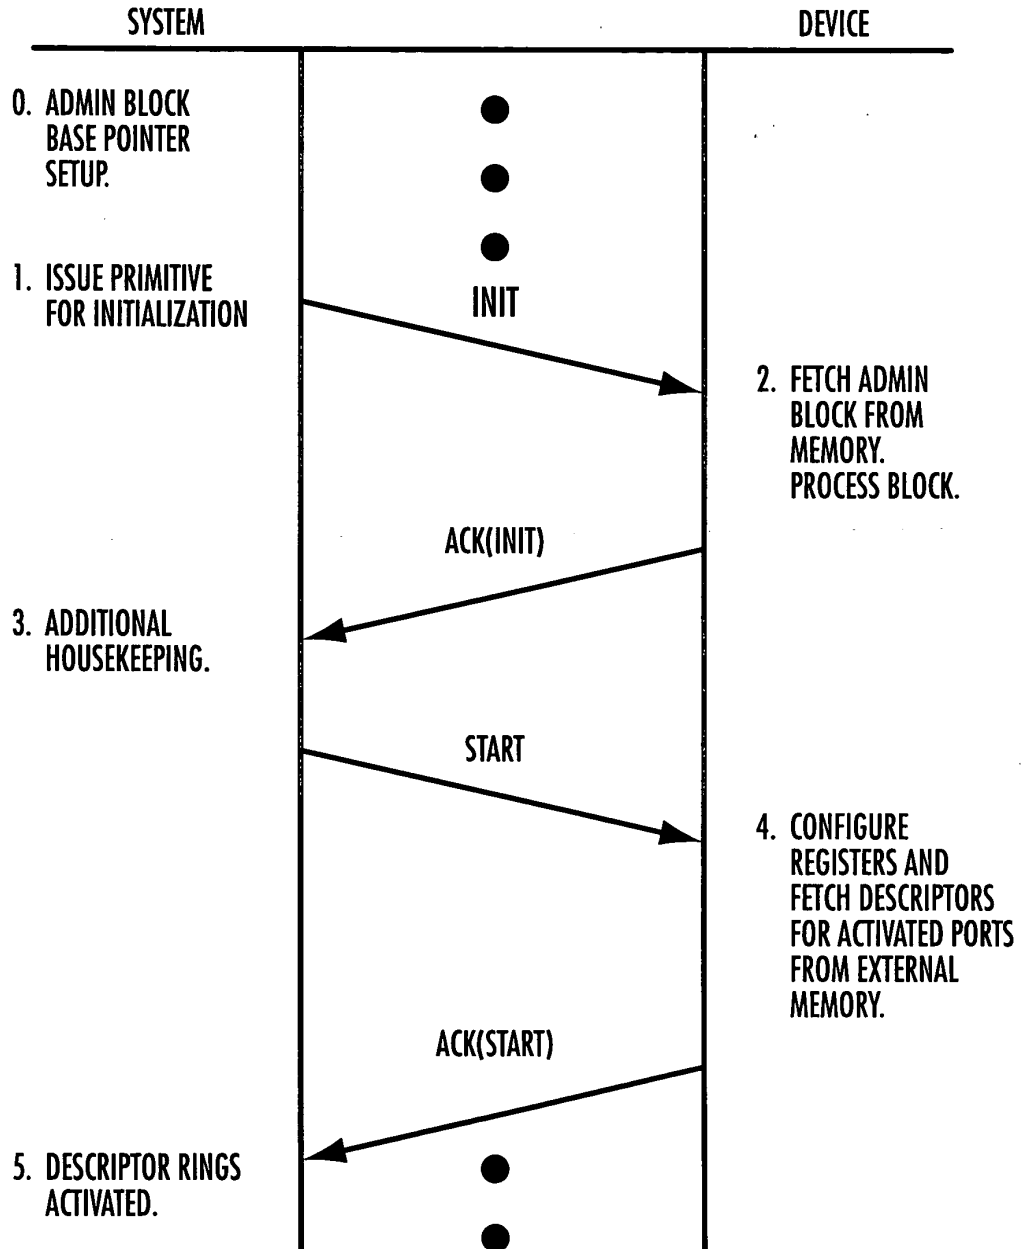 SYSTEM
DEVICE
0. ADMIN BLOCK
BASE POINTER
SETUP.
1. ISSUE PRIMITIVE
FOR INITIALIZATION
INIT
2. FETCH ADMIN
BLOCK FROM
MEMORY.
PROCESS BLOCK.
ACK(INIT)
3. ADDITIONAL
HOUSEKEEPING.
START
4. CONFIGURE
REGISTERS AND
FETCH DESCRIPTORS
FOR ACTIVATED PORTS
FROM EXTERNAL
MEMORY.
ACK(START)
5. DESCRIPTOR RINGS
ACTIVATED.